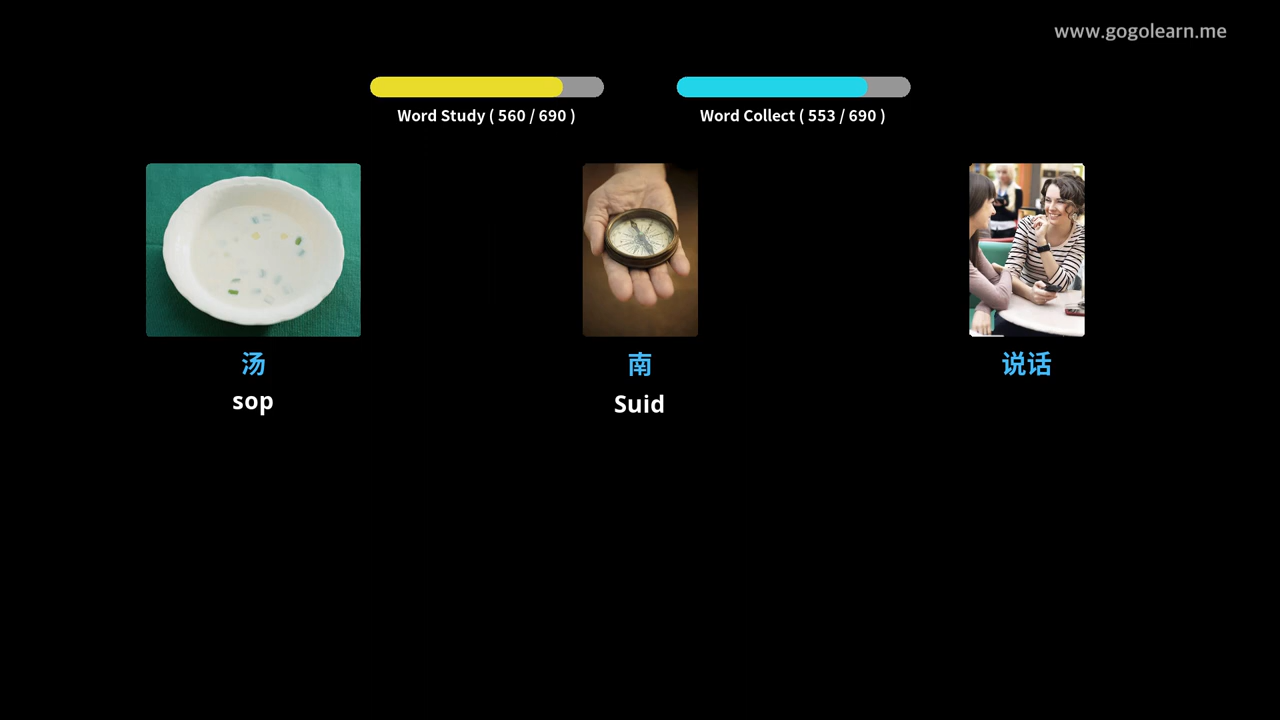 www.gogolearn.me
Word Study ( 560 / 690 )
Word Collect ( 553 / 690 )
汤
南
说话
sop
Suid